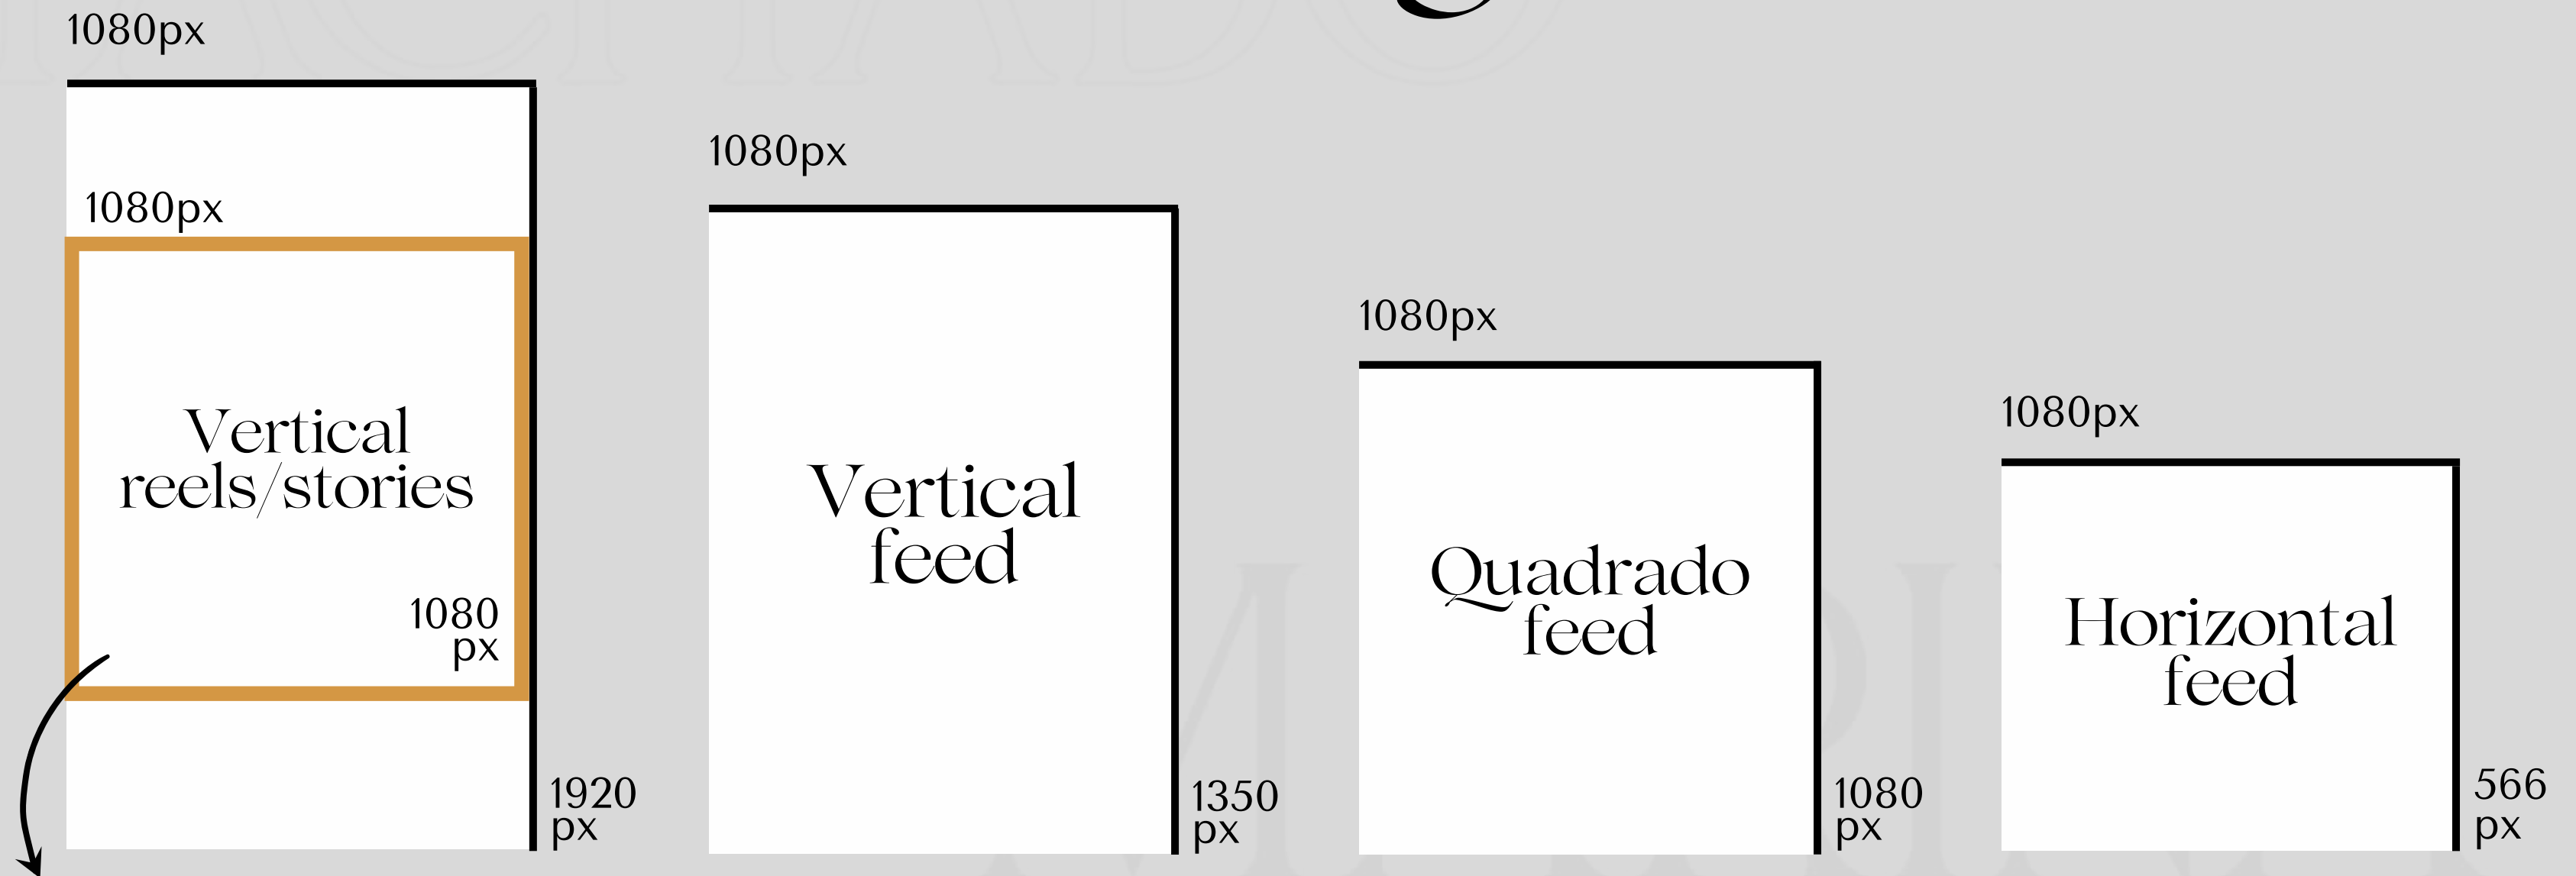 1080px
1080px
Vertical
reels/stories
1080
px
1920
px
1080px
Vertical
feed
1350
px
1080px
Quadrado
feed
1080
px
1080px
Horizontal
feed
566
px